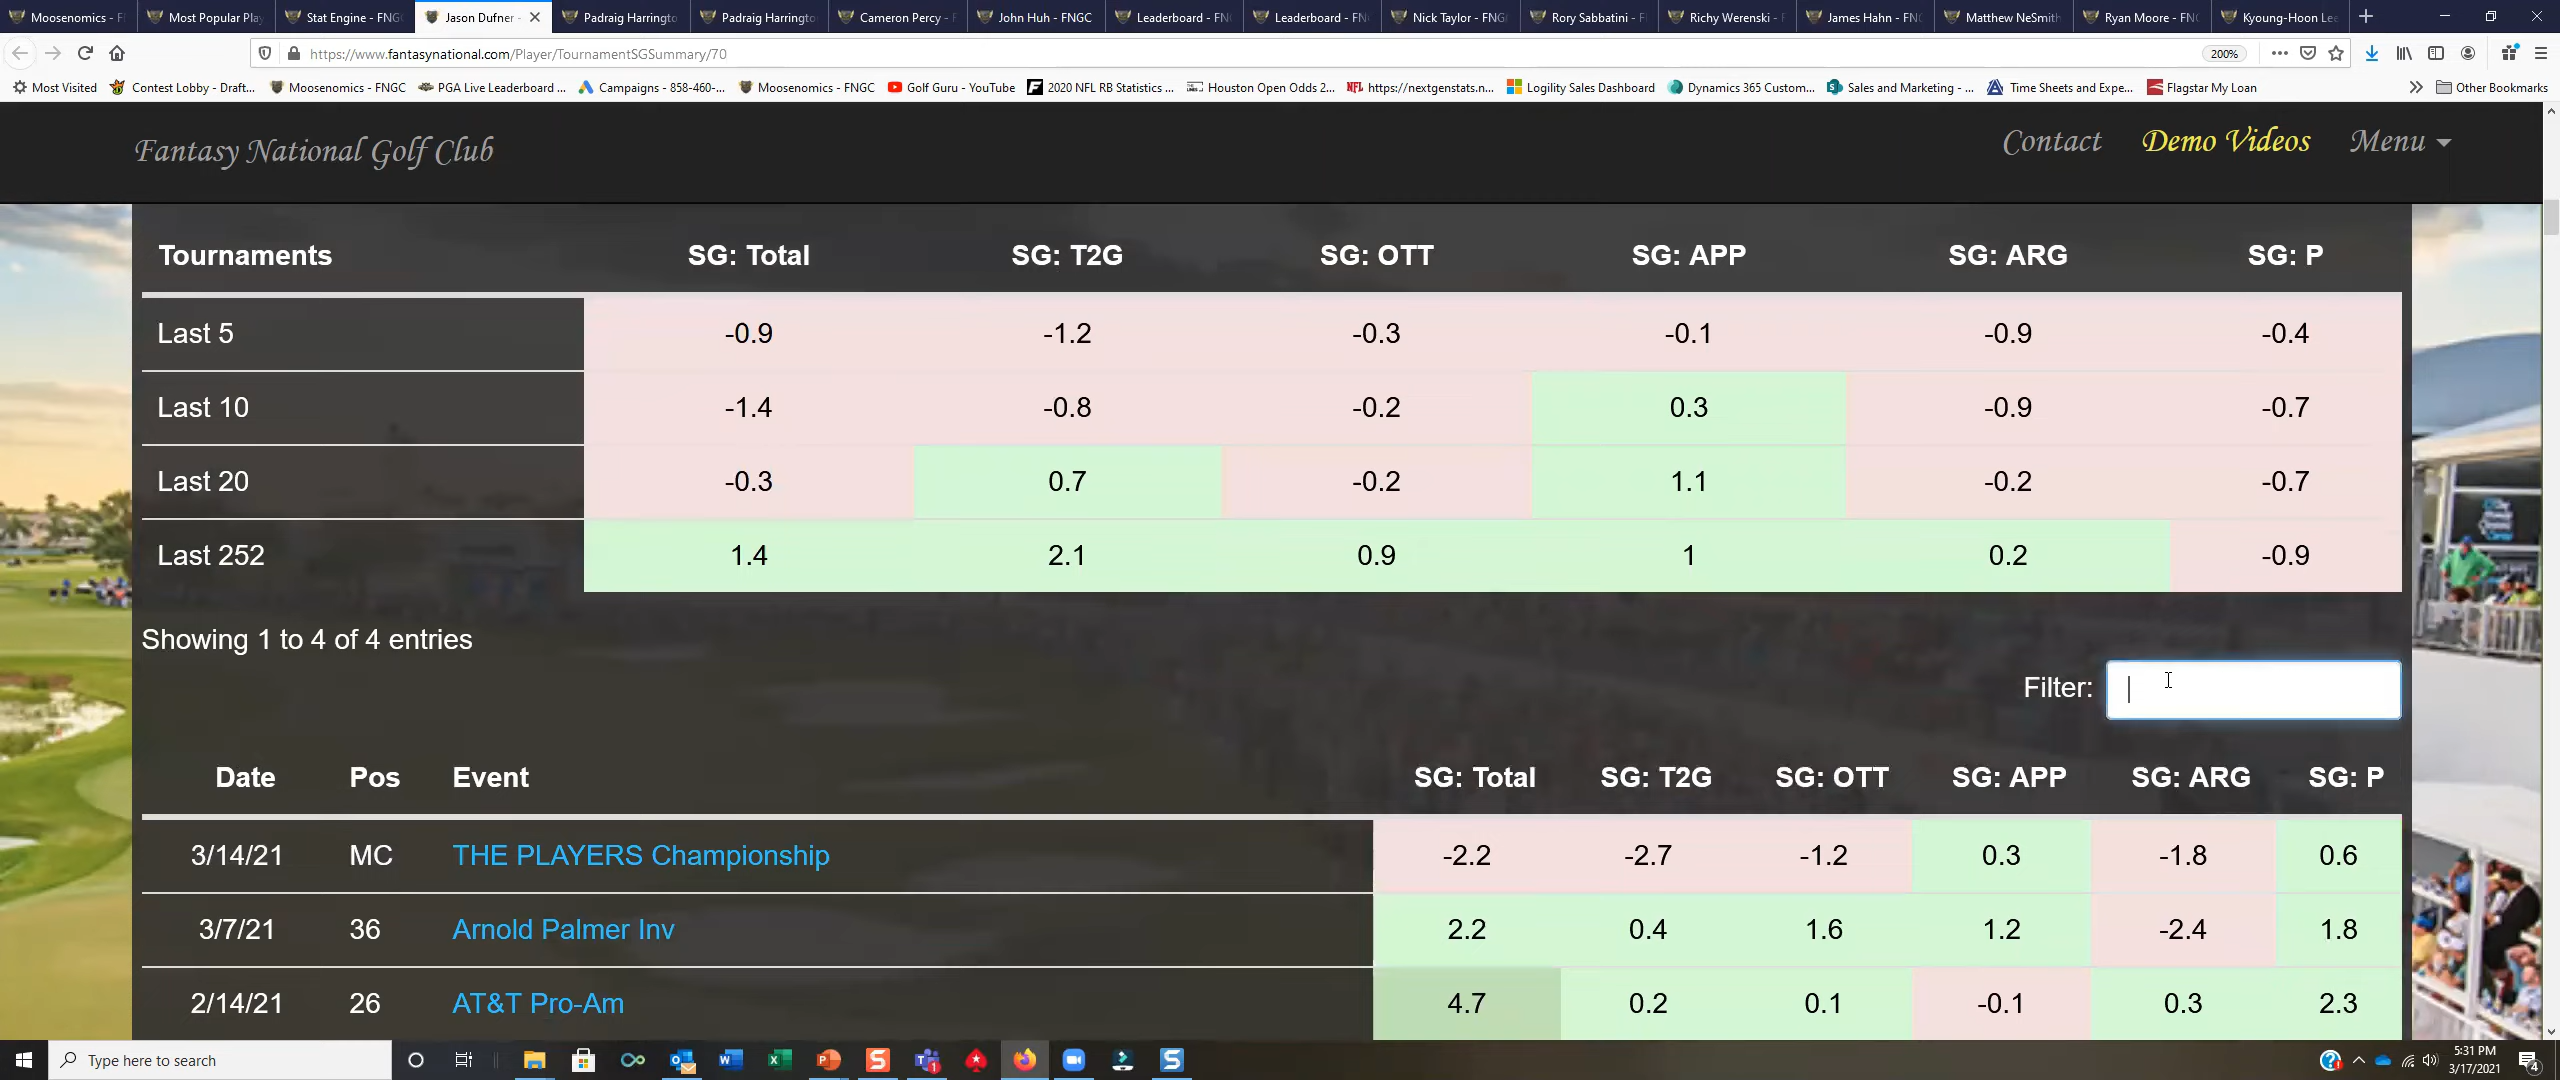 Moosenomics - F
Most Popular Pla
Stat Engine - FNG
Jason Dufner -
Padraig Harringto
Padraig Harringto
Cameron Percy - F
John Huh - FNGC
Leaderboard - FN
Leaderboard - FN
Nick Taylor - FNG
Rory Sabbatini - F
Richy Werenski - F
James Hahn - FN
Matthew NeSmith
Ryan Moore - FN
Kyoung-Hoon Lee
https://www.fantasynational.com/Player/TournamentSGSummary/70
200%
Most Visited
Contest Lobby - Draft...
Moosenomics - FNGC
PGA Live Leaderboard ...
Campaigns - 858-460-...
Moosenomics - FNGC
Golf Guru - YouTube
2020 NFL RB Statistics ...
Houston Open Odds 2...
https://nextgenstats.n...
Logility Sales Dashboard
Dynamics 365 Custom...
Sales and Marketing - ...
Time Sheets and Expe...
Flagstar My Loan
Other Bookmarks
Fantasy National Golf Club
Contact Demo Videos Menu
Tournaments SG: Total SG: T2G SG: OTT SG: APP SG: ARG SG: P
Last 5 -0.9 -1.2 -0.3 -0.1 -0.9 -0.4
Last 10 -1.4 -0.8 -0.2 0.3 -0.9 -0.7
Last 20 -0.3 0.7 -0.2 1.1 -0.2 -0.7
Last 252 1.4 2.1 0.9 1 0.2 -0.9
Showing 1 to 4 of 4 entries
Filter:
Date Pos Event SG: Total SG: T2G SG: OTT SG: APP SG: ARG SG: P
3/14/21 MC THE PLAYERS Championship -2.2 -2.7 -1.2 0.3 -1.8 0.6
3/7/21 36 Arnold Palmer Inv 2.2 0.4 1.6 1.2 -2.4 1.8
2/14/21 26 AT&T Pro-Am 4.7 0.2 0.1 -0.1 0.3 2.3
Type here to search
5:31 PM
3/17/2021